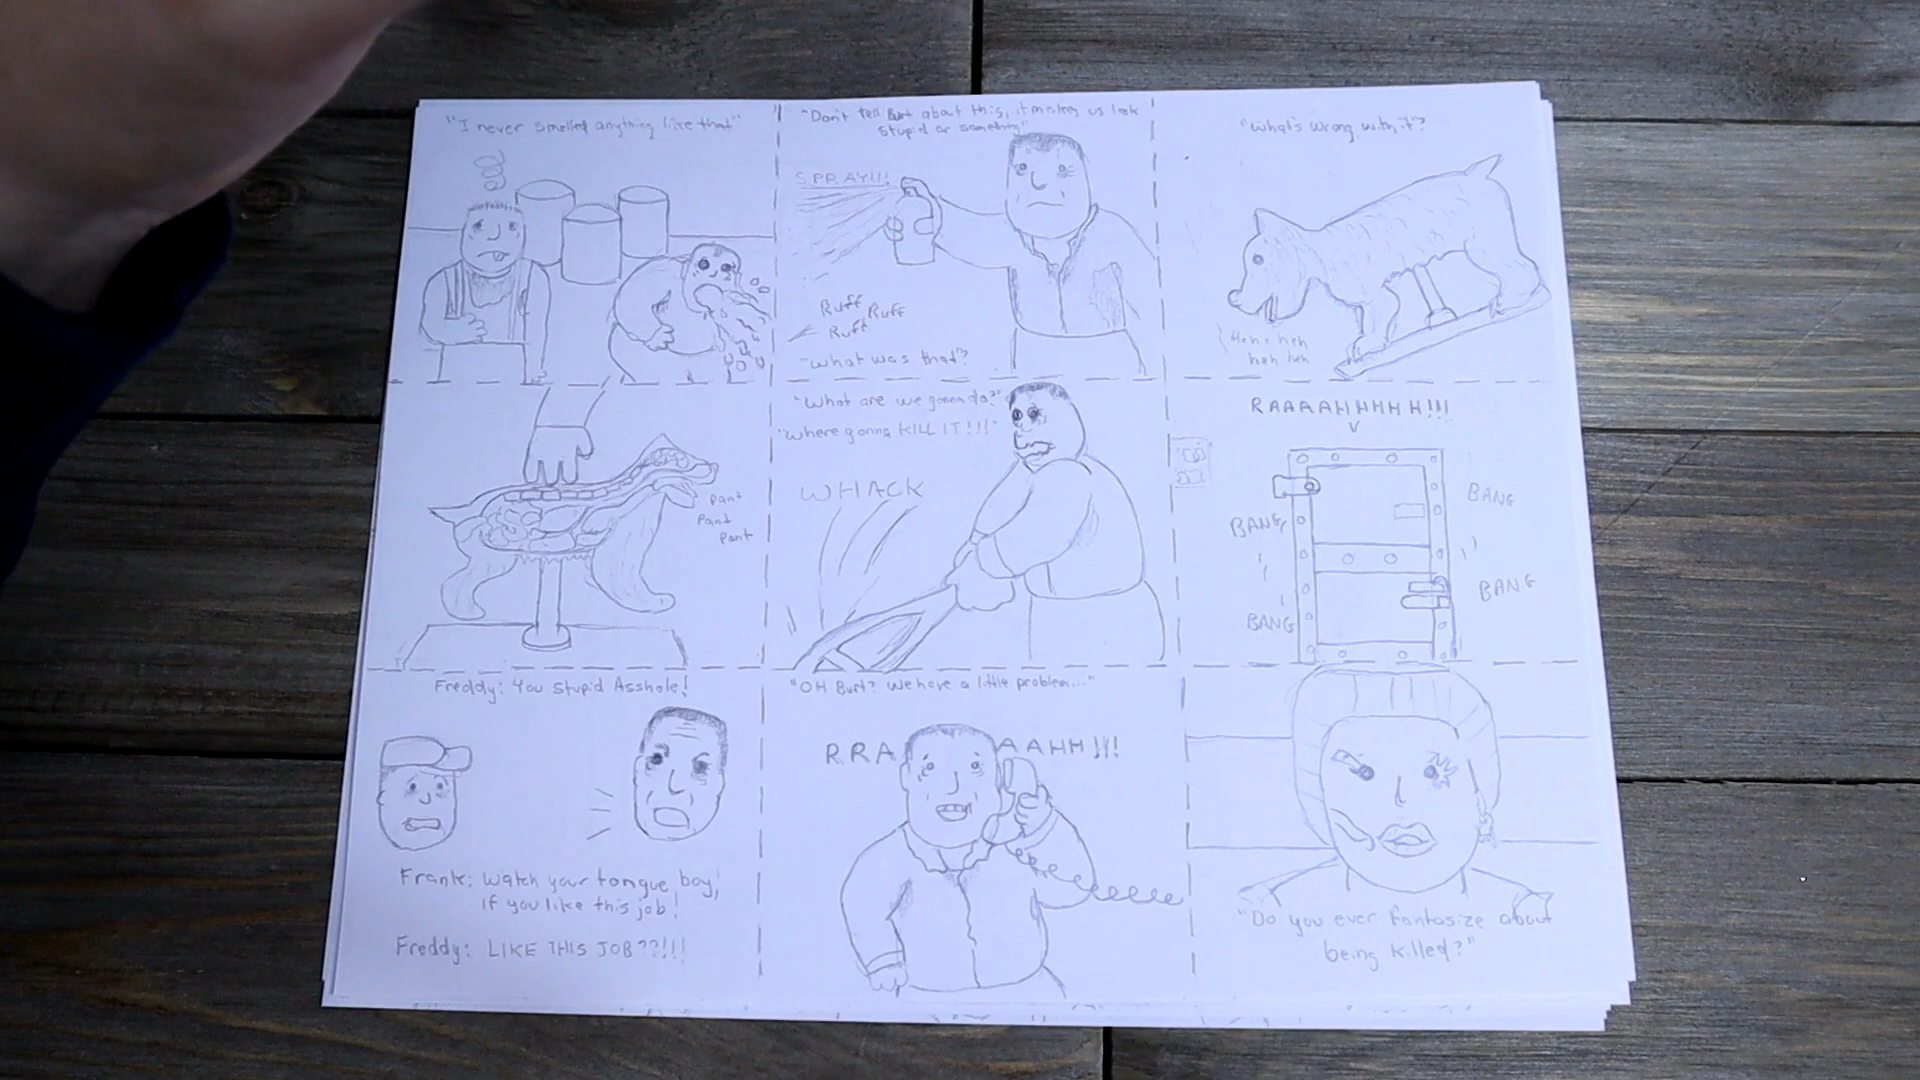 "I never smelled anything like that"
"Don't tell Burt about this, it makes us look
stupid or something"
SPRAY!!!
Ruff
Ruff
Ruff
"What was that?
"What's wrong with it"?
Hehe heh
heh heh
pant
pant
pant
"What are we gonna do?"
"Where gonna KILL IT!!!"
WHACK
RAAAAHHHHH!!!
BANG
BANG
BANG
BANG
Freddy: You Stupid Asshole!
Frank: Watch your tongue boy,
if you like this job!
Freddy: LIKE THIS JOB??!!!
"OH Burt? We have a little problem..."
RRA AAHH!!!
"Do you ever fantasize about
being killed?"